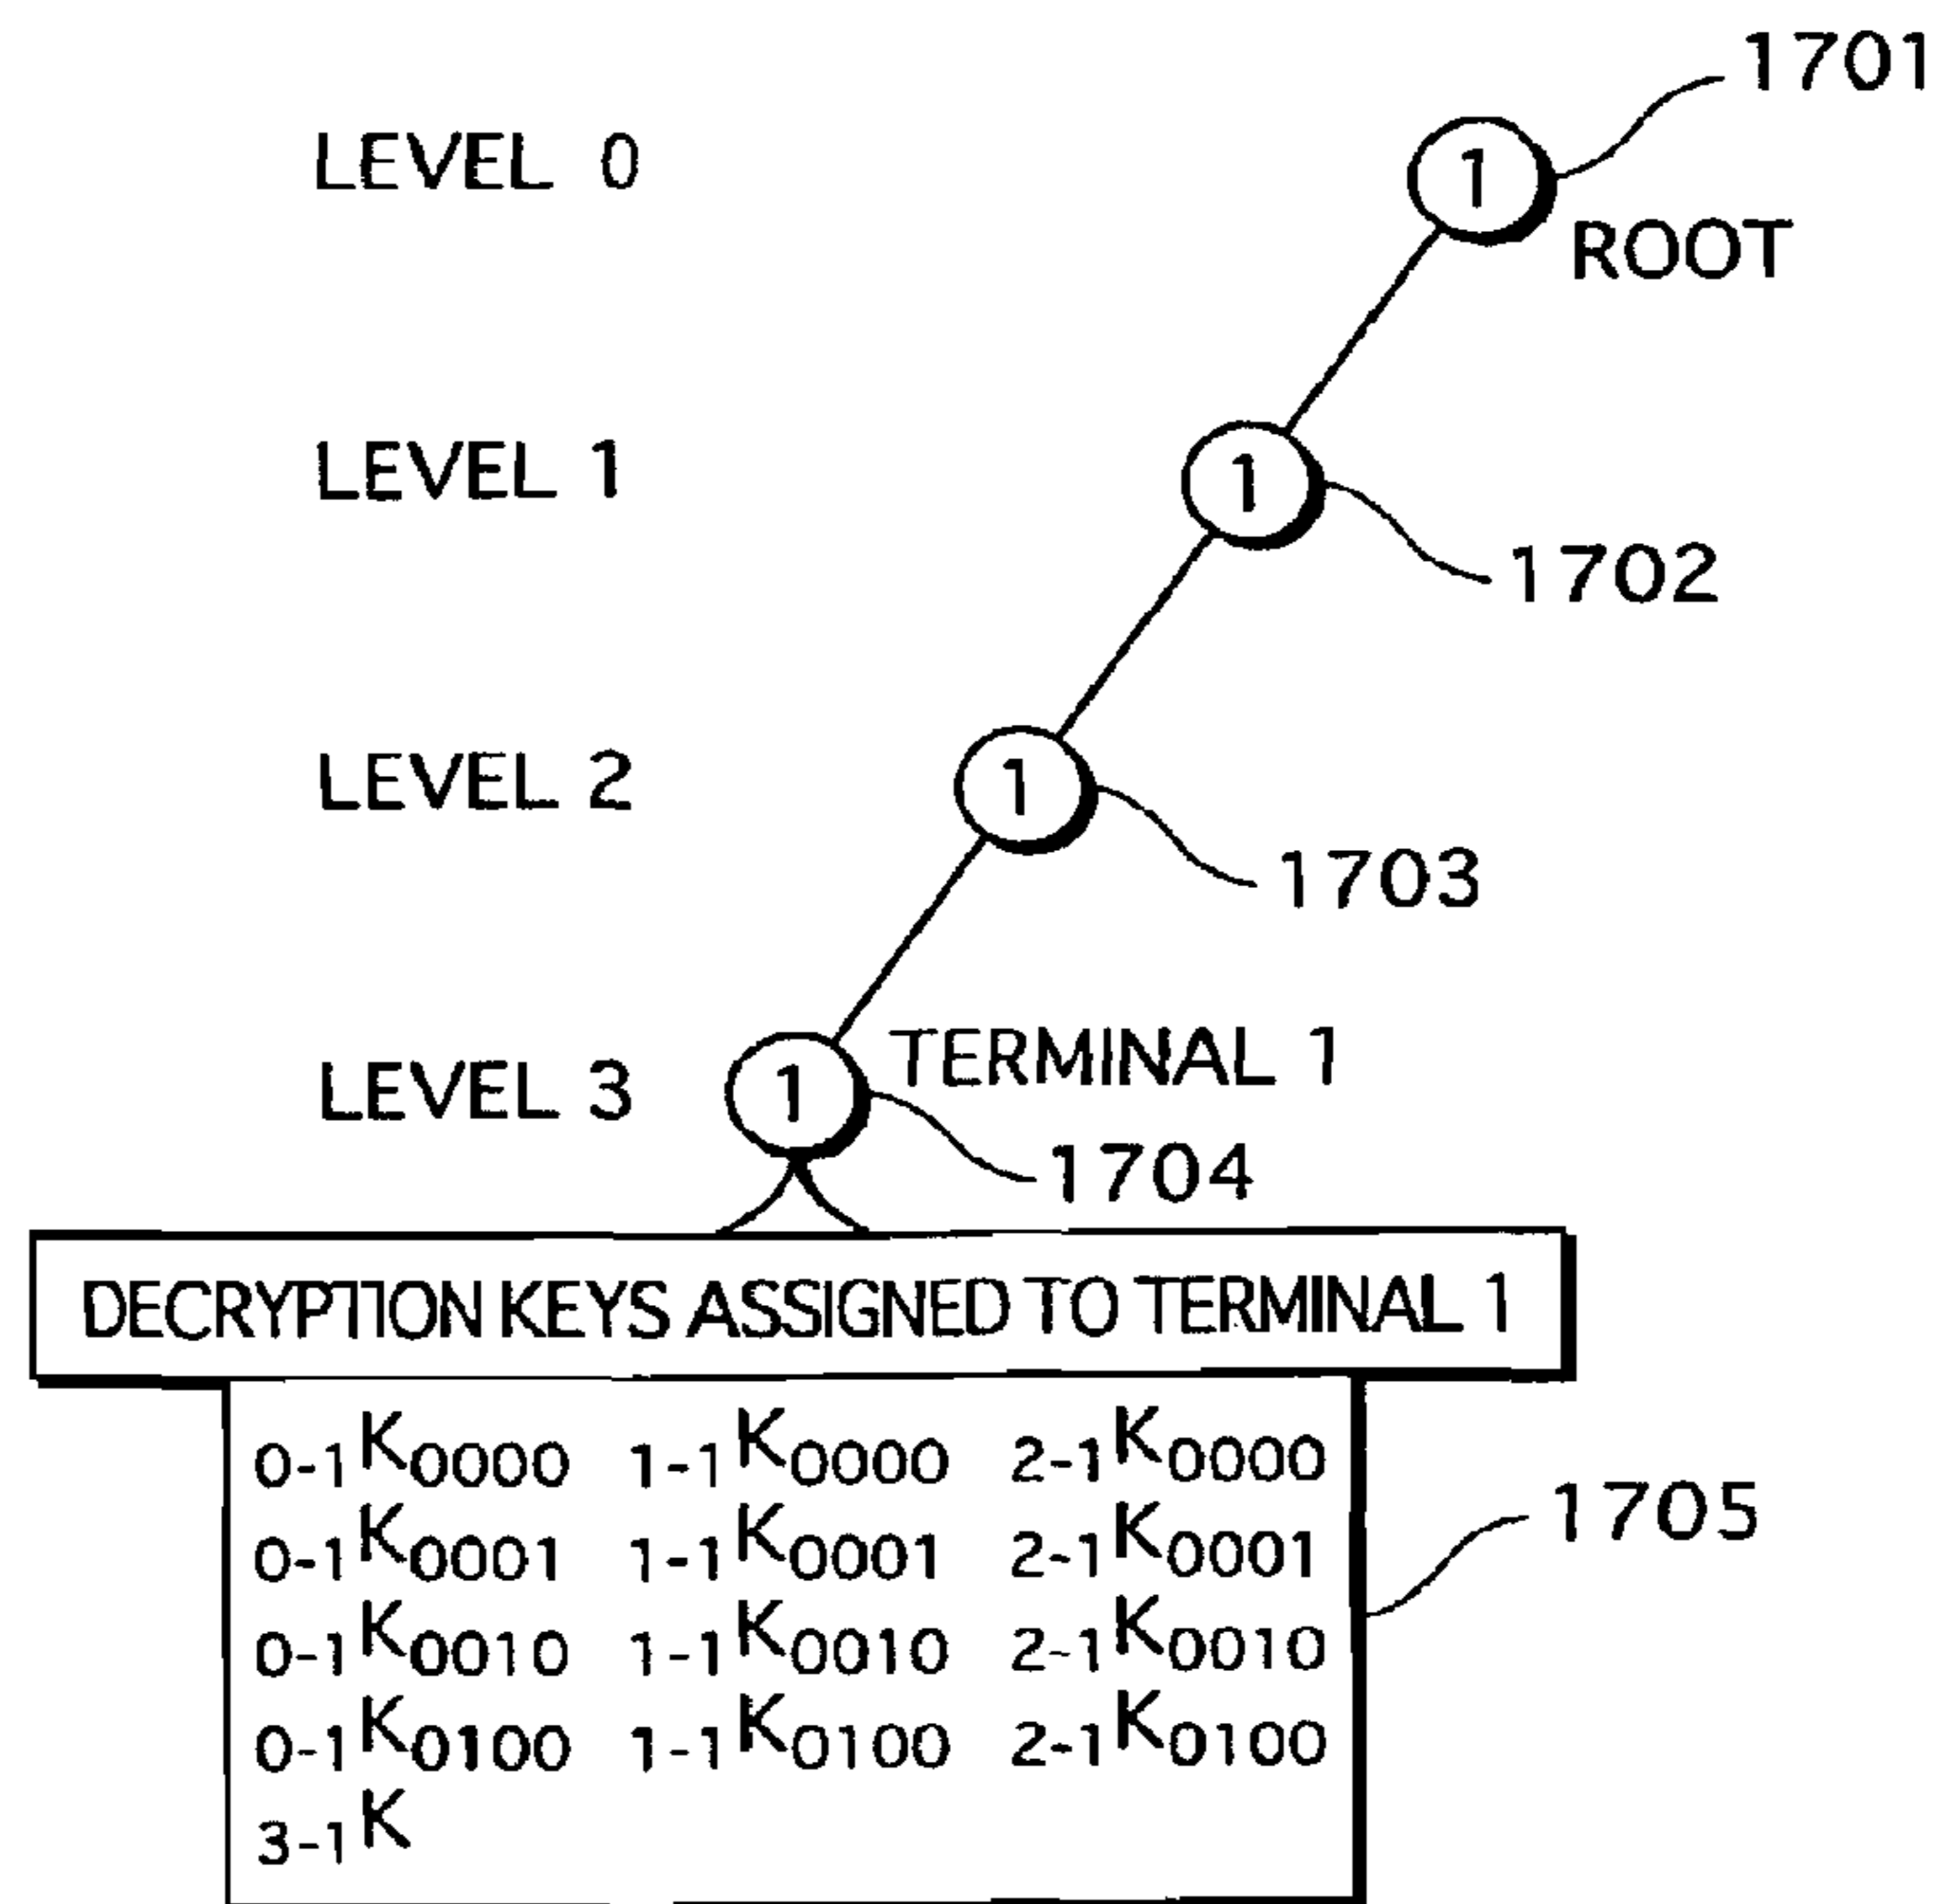 1701
LEVEL 0
1
ROOT
LEVEL 1
1
1702
LEVEL 2
1
1703
LEVEL 3
1
TERMINAL 1
1704
DECRYPTION KEYS ASSIGNED TO TERMINAL 1
0-1K0000 1-1K0000 2-1K0000
0-1K0001 1-1K0001 2-1K0001
0-1K0010 1-1K0010 2-1K0010
0-1K0100 1-1K0100 2-1K0100
3-1K
1705